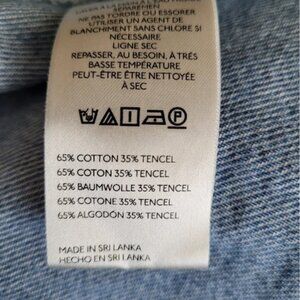 SÉPARÉMENT
NE PAS TORDRE OU ESSORER
UTILISER UN AGENT DE
BLANCHIMENT SANS CHLORE SI
NÉCESSAIRE
LIGNE SEC
REPASSER, AU BESOIN, À TRÉS
BASSE TEMPÉRATURE
PEUT-ÊTRE ÊTRE NETTOYÉE
À SEC
P
65% COTTON 35% TENCEL
65% COTON 35% TENCEL
65% BAUMWOLLE 35% TENCEL
65% COTONE 35% TENCEL
65% ALGODÓN 35% TENCEL
MADE IN SRI LANKA
HECHO EN SRI LANKA